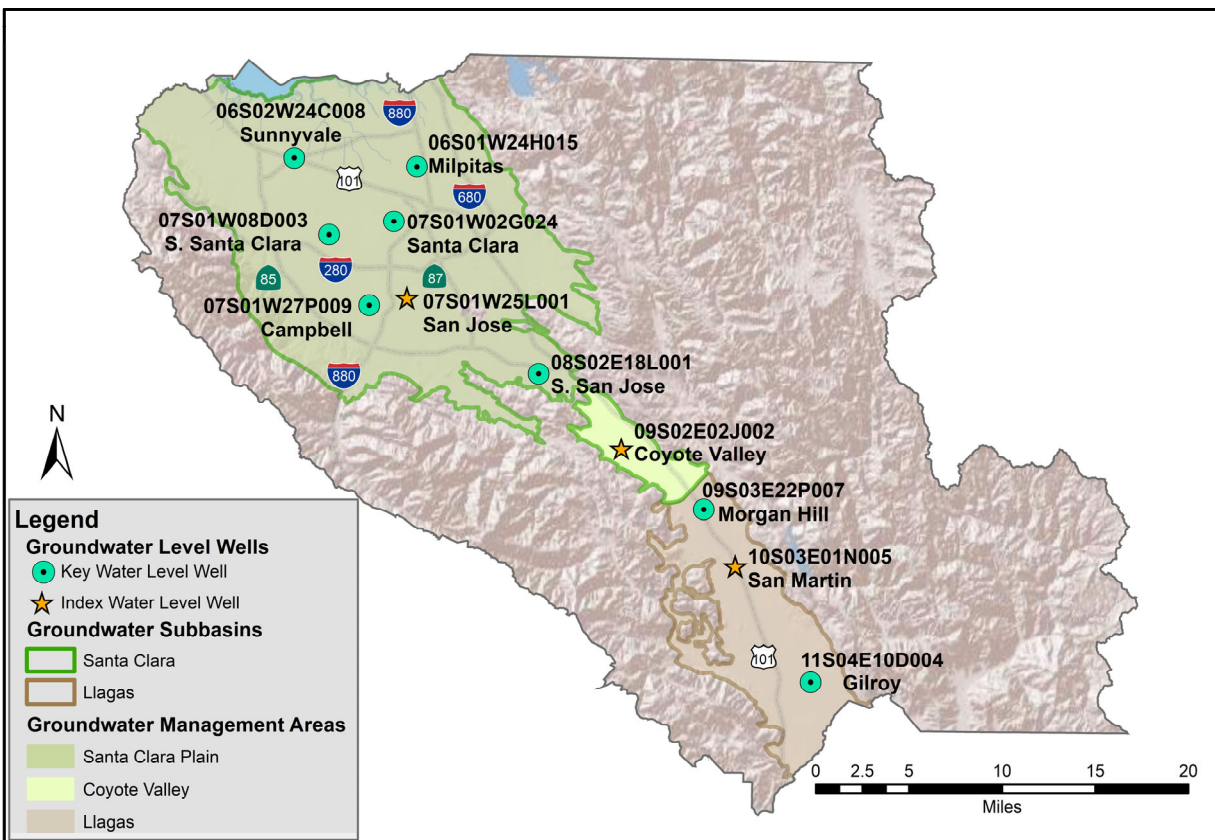 06S02W24C008
Sunnyvale
880
06S01W24H015
Milpitas
101
680
07S01W08D003
S. Santa Clara
07S01W02G024
Santa Clara
280
85
87
07S01W27P009
Campbell
07S01W25L001
San Jose
880
08S02E18L001
S. San Jose
N
09S02E02J002
Coyote Valley
09S03E22P007
Morgan Hill
10S03E01N005
San Martin
101
11S04E10D004
Gilroy
Legend
Groundwater Level Wells
Key Water Level Well
Index Water Level Well
Groundwater Subbasins
Santa Clara
Llagas
Groundwater Management Areas
Santa Clara Plain
Coyote Valley
Llagas
0 2.5 5 10 15 20
Miles